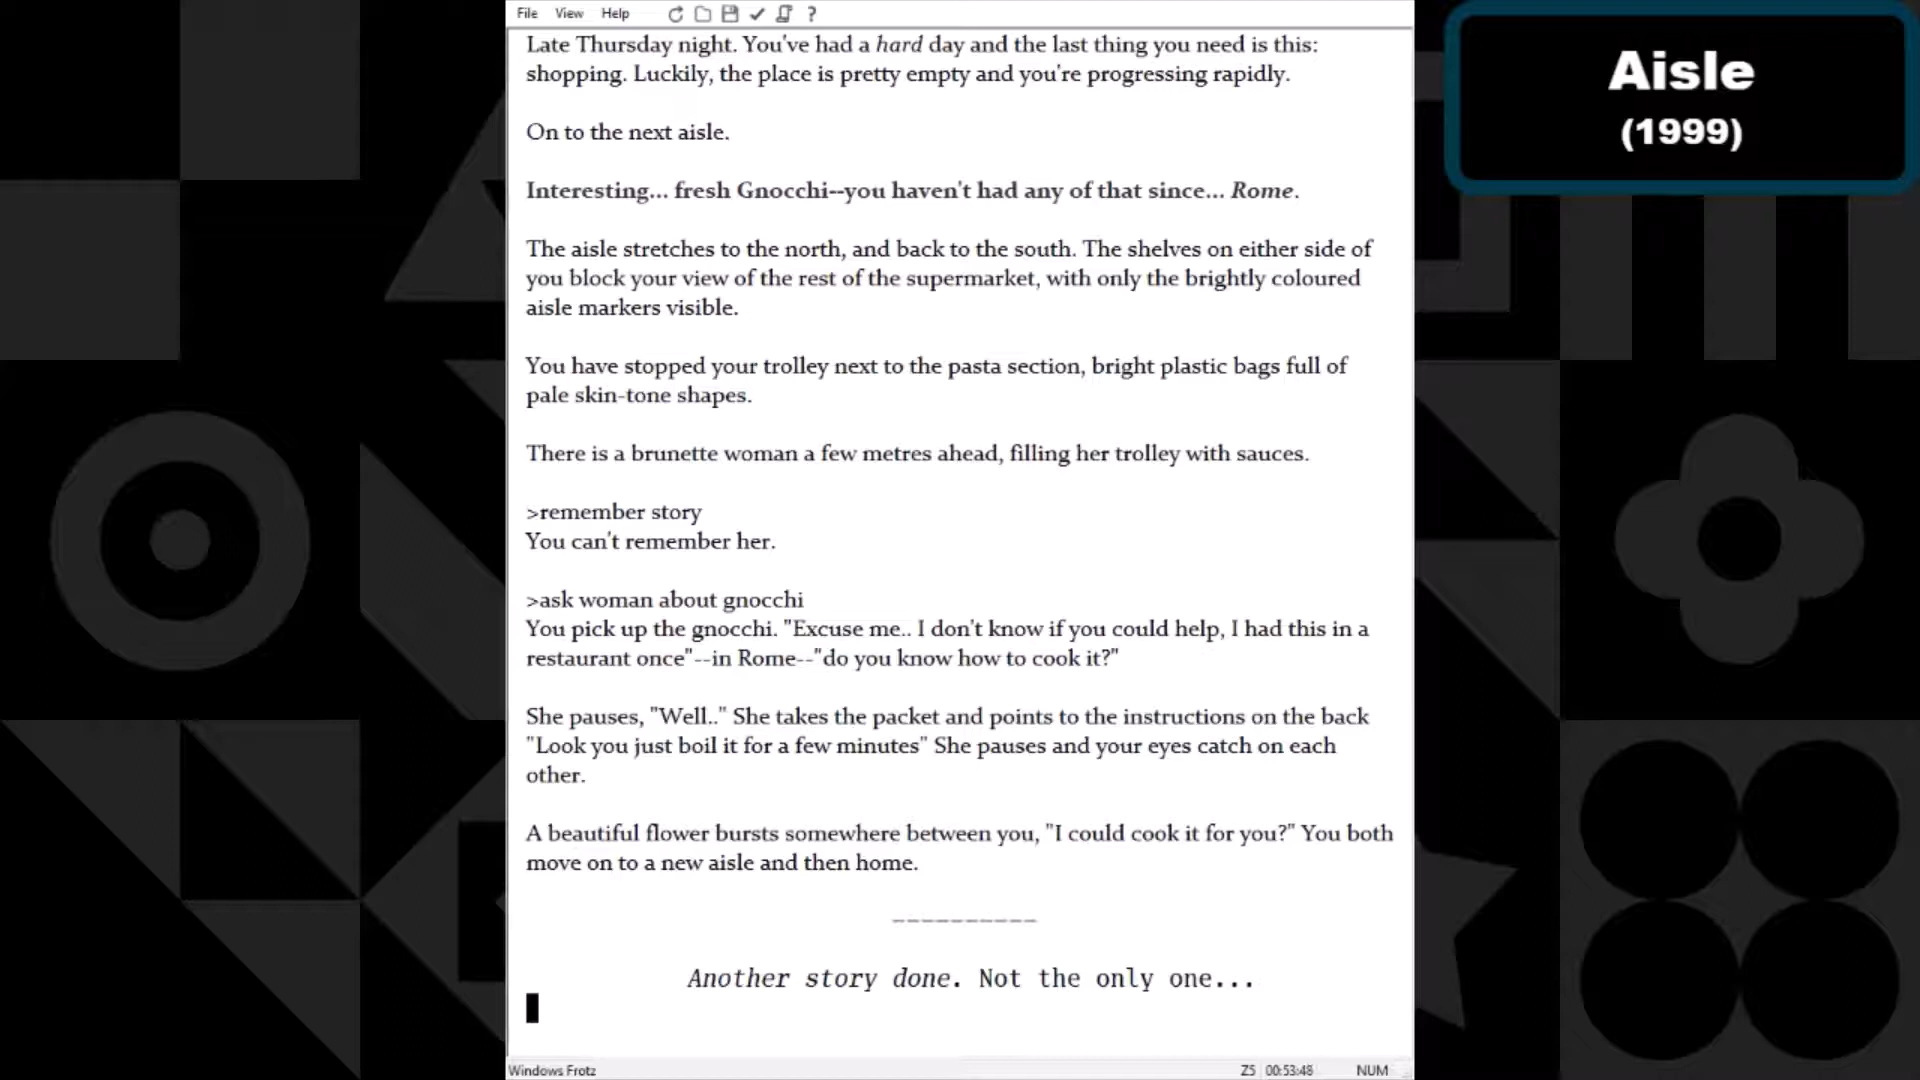 File View Help ?
Aisle
(1999)
Late Thursday night. You've had a hard day and the last thing you need is this:
shopping. Luckily, the place is pretty empty and you're progressing rapidly.
On to the next aisle.
Interesting... fresh Gnocchi--you haven't had any of that since... Rome.
The aisle stretches to the north, and back to the south. The shelves on either side of
you block your view of the rest of the supermarket, with only the brightly coloured
aisle markers visible.
You have stopped your trolley next to the pasta section, bright plastic bags full of
pale skin-tone shapes.
There is a brunette woman a few metres ahead, filling her trolley with sauces.
>remember story
You can't remember her.
>ask woman about gnocchi
You pick up the gnocchi. "Excuse me.. I don't know if you could help, I had this in a
restaurant once"--in Rome--"do you know how to cook it?"
She pauses, "Well.." She takes the packet and points to the instructions on the back
"Look you just boil it for a few minutes" She pauses and your eyes catch on each
other.
A beautiful flower bursts somewhere between you, "I could cook it for you?" You both
move on to a new aisle and then home.
----------
Another story done. Not the only one...
Windows Frotz Z5 00:53:48 NUM